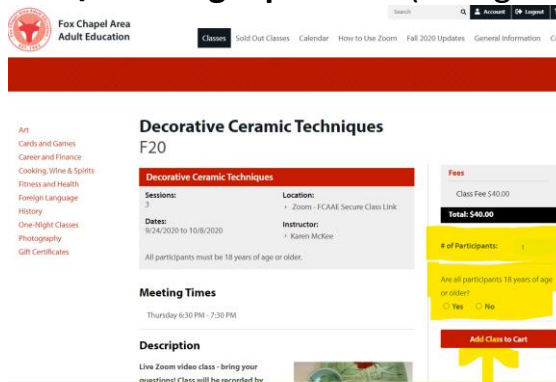 Search
Account
Logout
Fox Chapel Area
Adult Education
Classes
Sold Out Classes
Calendar
How to Use Zoom
Fall 2020 Updates
General Information
Art
Cards and Games
Career and Finance
Cooking, Wine & Spirits
Fitness and Health
Foreign Language
History
One-Night Classes
Photography
Gift Certificates
Decorative Ceramic Techniques
F20
Decorative Ceramic Techniques
Sessions:
3
Dates:
9/24/2020 to 10/8/2020
Location:
Zoom - FCAAE Secure Class Link
Instructor:
Karen McKee
All participants must be 18 years of age or older.
Meeting Times
Thursday 6:30 PM - 7:30 PM
Description
Live Zoom video class - bring your
questions! Class will be recorded by
Fees
Class Fee $40.00
Total: $40.00
# of Participants:
1
Are all participants 18 years of age
or older?
Yes No
Add Class to Cart